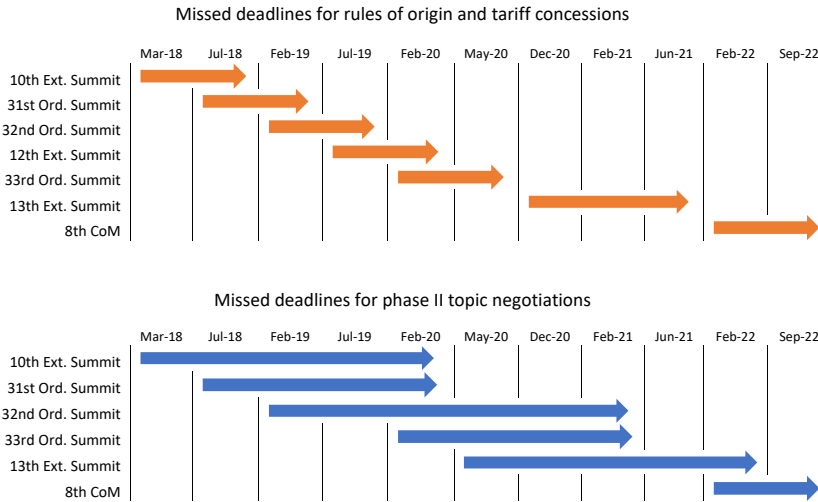 Missed deadlines for rules of origin and tariff concessions
Mar-18 Jul-18 Feb-19 Jul-19 Feb-20 May-20 Dec-20 Feb-21 Jun-21 Feb-22 Sep-22
10th Ext. Summit
31st Ord. Summit
32nd Ord. Summit
12th Ext. Summit
33rd Ord. Summit
13th Ext. Summit
8th CoM
Missed deadlines for phase II topic negotiations
Mar-18 Jul-18 Feb-19 Jul-19 Feb-20 May-20 Dec-20 Feb-21 Jun-21 Feb-22 Sep-22
10th Ext. Summit
31st Ord. Summit
32nd Ord. Summit
33rd Ord. Summit
13th Ext. Summit
8th CoM